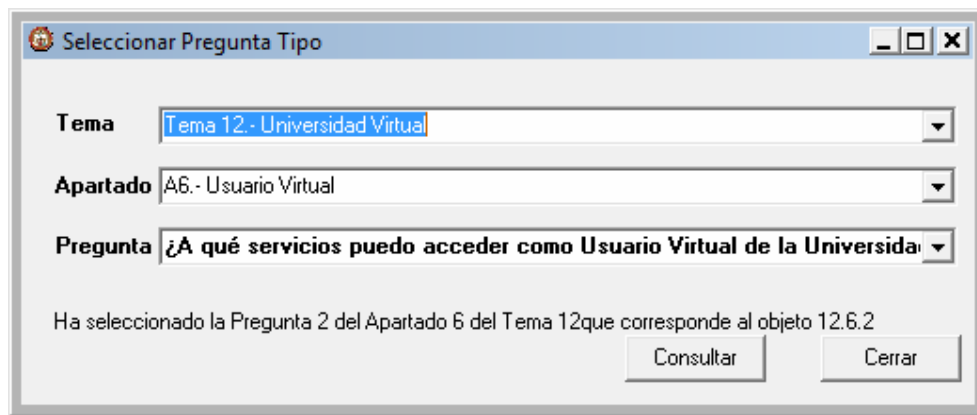 Seleccionar Pregunta Tipo
Tema Tema 12.- Universidad Virtual
Apartado A6.- Usuario Virtual
Pregunta ¿A qué servicios puedo acceder como Usuario Virtual de la
Ha seleccionado la Pregunta 2 del Apartado 6 del Tema 12que corresponde al objeto 12.6.2
Consultar Cerrar